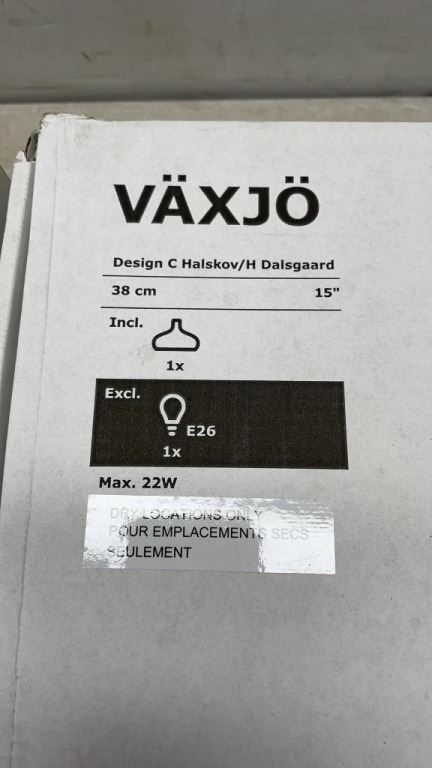 VÄXJÖ
Design C Halskov/H Dalsgaard
38 cm 15"
Incl.
1x
Excl.
E26
1x
Max. 22W
DRY LOCATIONS ONLY
POUR EMPLACEMENTS SECS
SEULEMENT